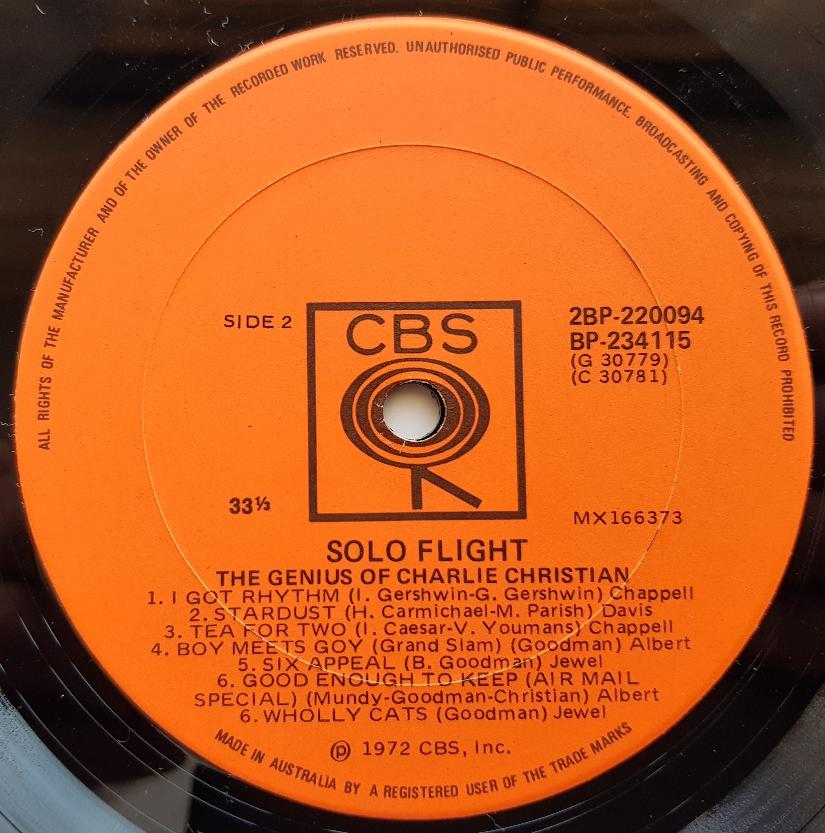 ALL RIGHTS OF THE MANUFACTURER AND OF THE OWNER OF THE RECORDED WORK RESERVED. UNAUTHORISED PUBLIC PERFORMANCE, BROADCASTING AND COPYING OF THIS RECORD PROHIBITED
SIDE 2
CBS
2BP-220094
BP-234115
(G 30779)
(C 30781)
33⅓
MX166373
SOLO FLIGHT
THE GENIUS OF CHARLIE CHRISTIAN
1. I GOT RHYTHM (I. Gershwin-G. Gershwin) Chappell
2. STARDUST (H. Carmichael-M. Parish) Davis
3. TEA FOR TWO (I. Caesar-V. Youmans) Chappell
4. BOY MEETS GOY (Grand Slam) (Goodman) Albert
5. SIX APPEAL (B. Goodman) Jewel
6. GOOD ENOUGH TO KEEP (AIR MAIL
SPECIAL) (Mundy-Goodman-Christian) Albert
6. WHOLLY CATS (Goodman) Jewel
℗ 1972 CBS, Inc.
MADE IN AUSTRALIA BY A REGISTERED USER OF THE TRADE MARKS